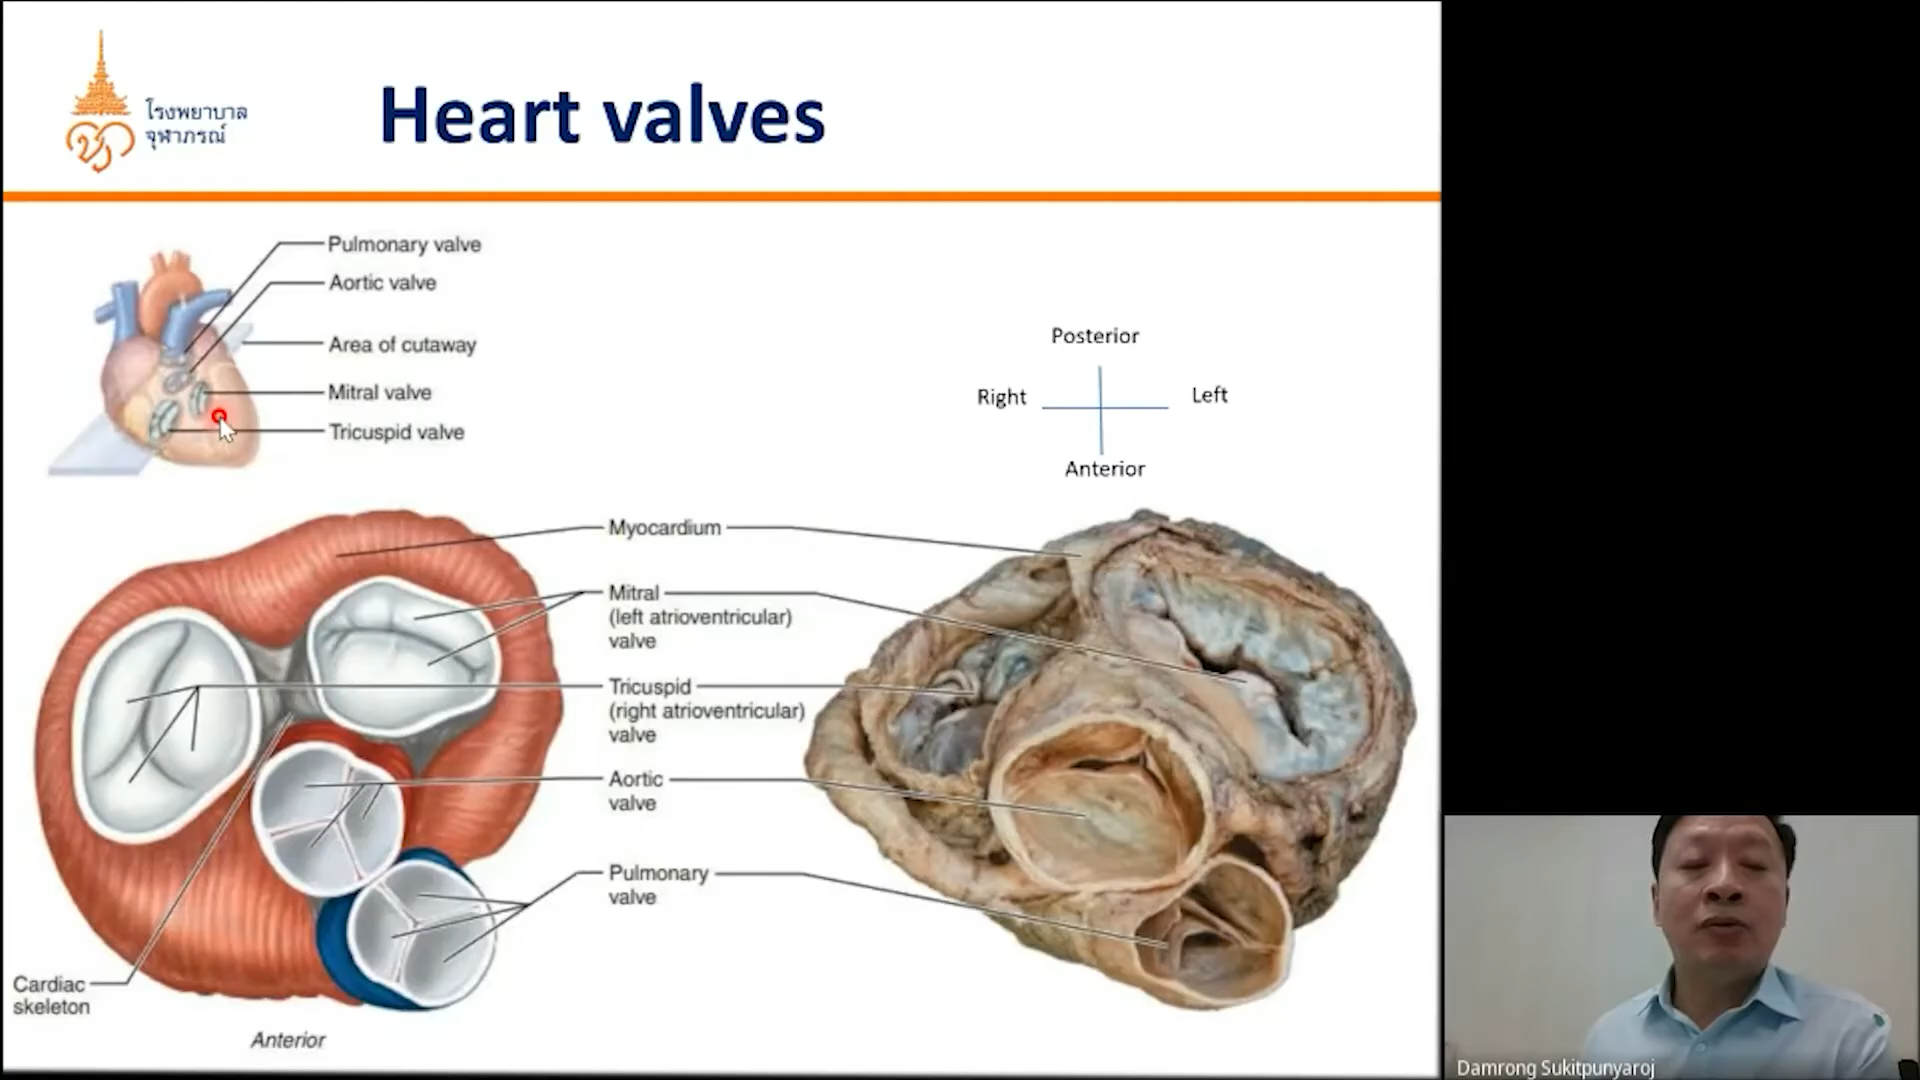 โรงพยาบาล
จุฬาภรณ์
Heart valves
Pulmonary valve
Aortic valve
Area of cutaway
Mitral valve
Tricuspid valve
Posterior
Right
Left
Anterior
Myocardium
Mitral
(left atrioventricular)
valve
Tricuspid
(right atrioventricular)
valve
Aortic
valve
Pulmonary
valve
Cardiac
skeleton
Anterior
Damrong Sukitpunyaroj